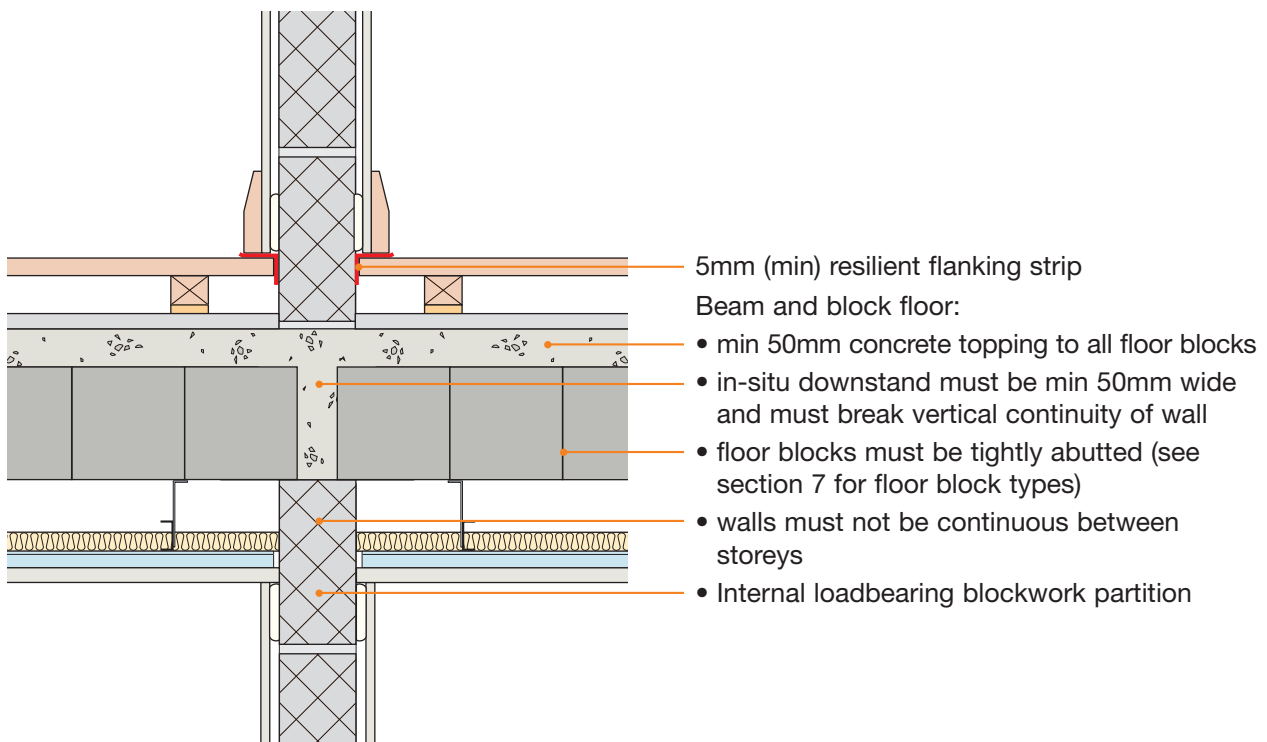 5mm (min) resilient flanking strip
Beam and block floor:
• min 50mm concrete topping to all floor blocks
• in-situ downstand must be min 50mm wide
and must break vertical continuity of wall
• floor blocks must be tightly abutted (see
section 7 for floor block types)
• walls must not be continuous between
storeys
• Internal loadbearing blockwork partition